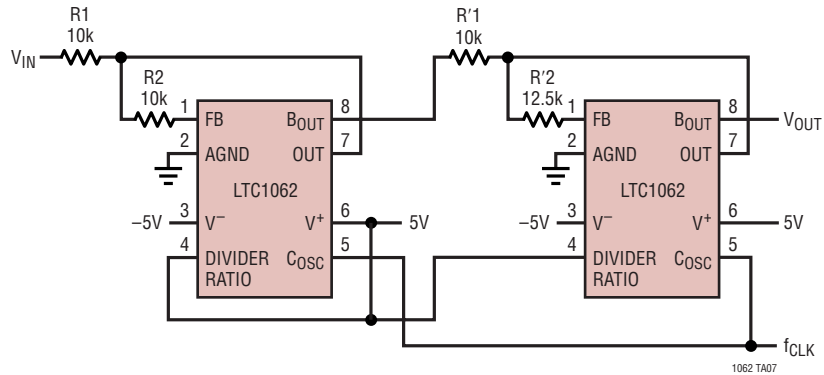 R1
10k
R'1
10k
VIN
R2
10k
R'2
12.5k
1
FB
BOUT
8
1
FB
BOUT
8
VOUT
2
AGND
OUT
7
2
AGND
OUT
7
LTC1062
LTC1062
–5V
3
V–
V+
6
5V
–5V
3
V–
V+
6
5V
4
DIVIDER
RATIO
COSC
5
4
DIVIDER
RATIO
COSC
5
fCLK
1062 TA07